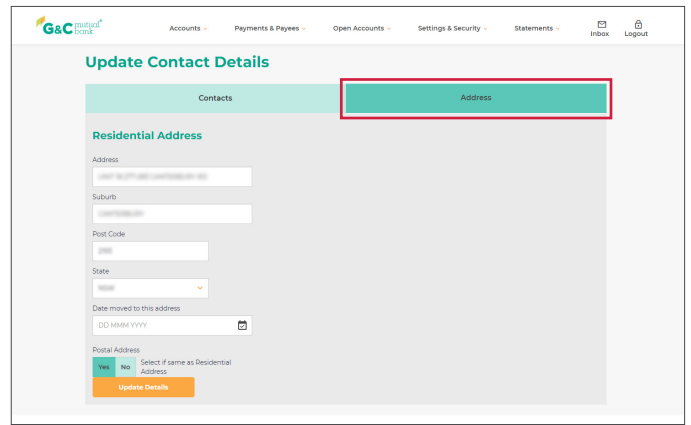 G&C mutual bank
Accounts Payments & Payees Open Accounts Settings & Security Statements Inbox Logout
Update Contact Details
Contacts Address
Residential Address
Address
Suburb
Post Code
State
NSW
Date moved to this address
DD MMM YYYY
Postal Address
Yes No Select if same as Residential
Address
Update Details